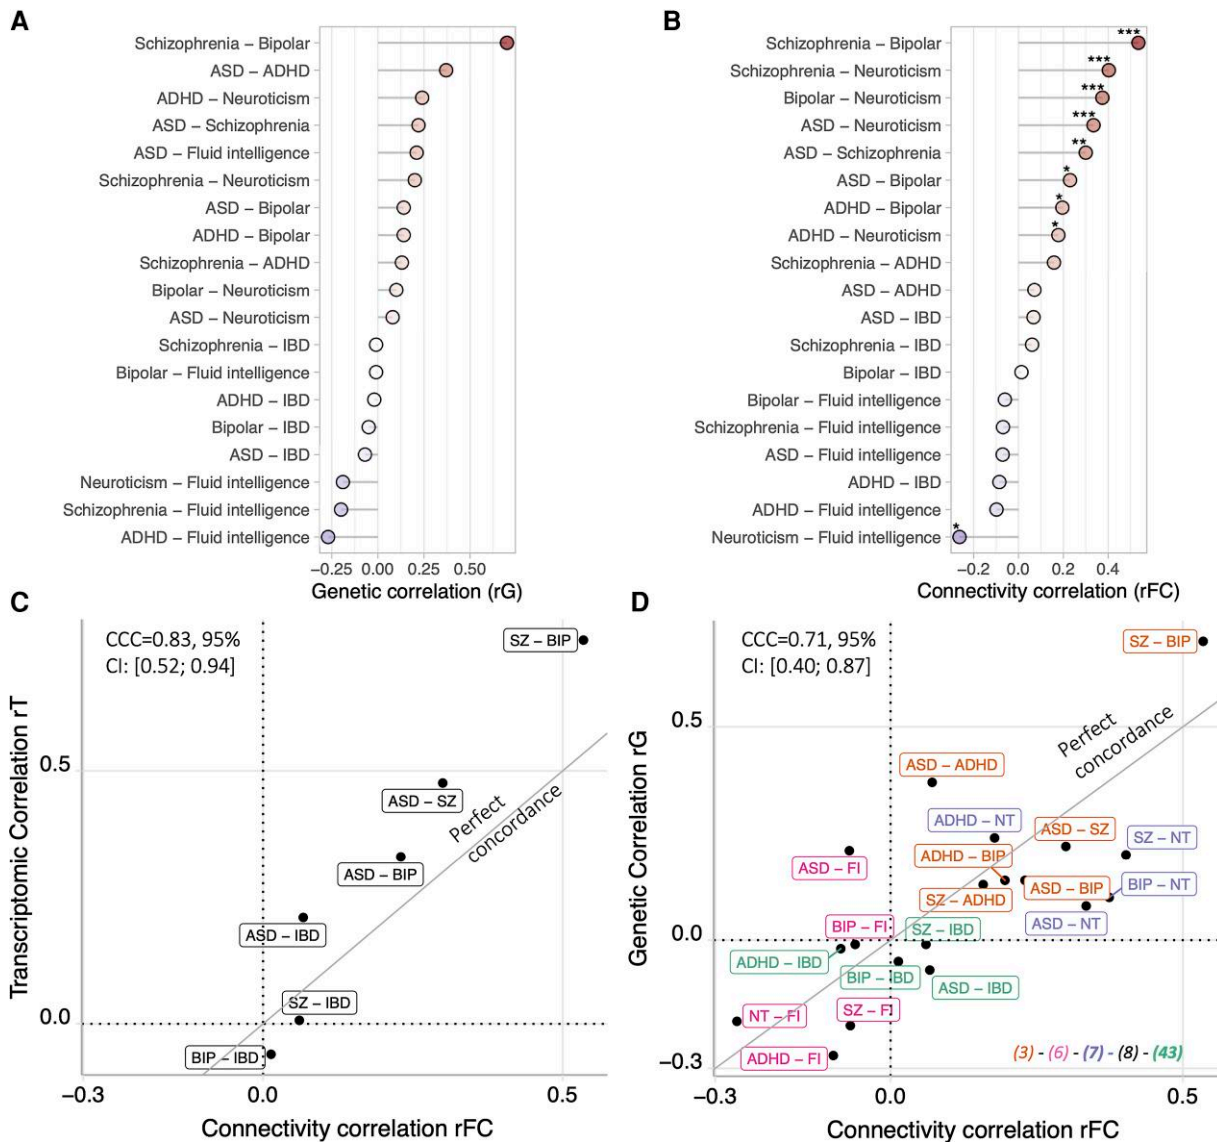 A
Schizophrenia – Bipolar
ASD – ADHD
ADHD – Neuroticism
ASD – Schizophrenia
ASD – Fluid intelligence
Schizophrenia – Neuroticism
ASD – Bipolar
ADHD – Bipolar
Schizophrenia – ADHD
Bipolar – Neuroticism
ASD – Neuroticism
Schizophrenia – IBD
Bipolar – Fluid intelligence
ADHD – IBD
Bipolar – IBD
ASD – IBD
Neuroticism – Fluid intelligence
Schizophrenia – Fluid intelligence
ADHD – Fluid intelligence
−0.25 0.00 0.25 0.50
Genetic correlation (rG)
B
Schizophrenia – Bipolar ***
Schizophrenia – Neuroticism ***
Bipolar – Neuroticism ***
ASD – Neuroticism ***
ASD – Schizophrenia **
ASD – Bipolar *
ADHD – Bipolar *
ADHD – Neuroticism *
Schizophrenia – ADHD
ASD – ADHD
ASD – IBD
Schizophrenia – IBD
Bipolar – IBD
Bipolar – Fluid intelligence
Schizophrenia – Fluid intelligence
ASD – Fluid intelligence
ADHD – IBD
ADHD – Fluid intelligence
Neuroticism – Fluid intelligence *
−0.2 0.0 0.2 0.4
Connectivity correlation (rFC)
C
CCC=0.83, 95%
CI: [0.52; 0.94]
SZ – BIP
ASD – SZ
Perfect
concordance
ASD – BIP
ASD – IBD
SZ – IBD
BIP – IBD
0.5
0.0
Transcriptomic Correlation rT
−0.3 0.0 0.5
Connectivity correlation rFC
D
CCC=0.71, 95%
CI: [0.40; 0.87]
SZ – BIP
Perfect
concordance
ASD – ADHD
ADHD – NT
ASD – SZ
SZ – NT
ADHD – BIP
ASD – FI
SZ – ADHD
ASD – BIP
BIP – NT
ASD – NT
BIP – FI
SZ – IBD
ADHD – IBD
BIP – IBD
ASD – IBD
NT – FI
SZ – FI
ADHD – FI
(3) - (6) - (7) - (8) - (43)
0.5
0.0
−0.3
Genetic Correlation rG
−0.3 0.0 0.5
Connectivity correlation rFC